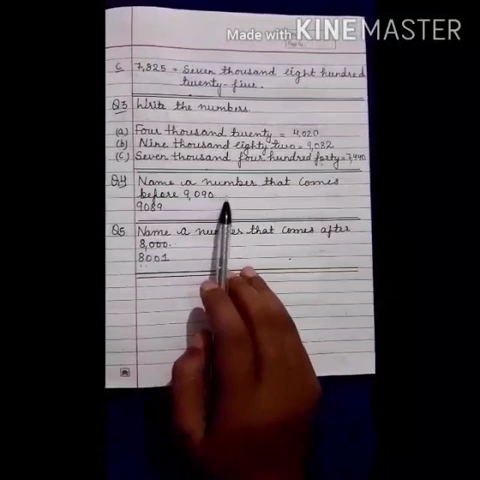 Made with KINEMASTER
C 7,825 = Seven thousand eight hundred
twenty-five.
Q3 Write the numbers
(a) Four thousand twenty = 4,020
(b) Nine thousand eighty two = 9,082
(c) Seven thousand four hundred forty = 7,440
Q4 Name a number that comes
before 9,090
9089
Q5 Name a number that comes after
8,000.
8001